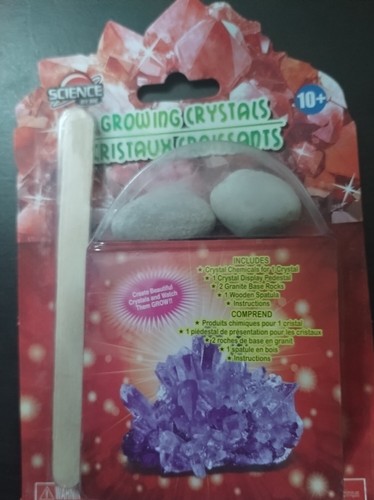 SCIENCE²
10+
GROWING CRYSTALS
CRISTAUX CROISSANTS
Create Beautiful
Crystals and Watch
Them GROW!!
INCLUDES
• Crystal Chemicals for 1 Crystal
• 1 Crystal Display Pedestal
• 2 Granite Base Rocks
• 1 Wooden Spatula
• Instructions
COMPREND
• Produits chimiques pour 1 cristal
• 1 piédestal de présentation pour les cristaux
• 2 roches de base en granit
• 1 spatule en bois
• Instructions